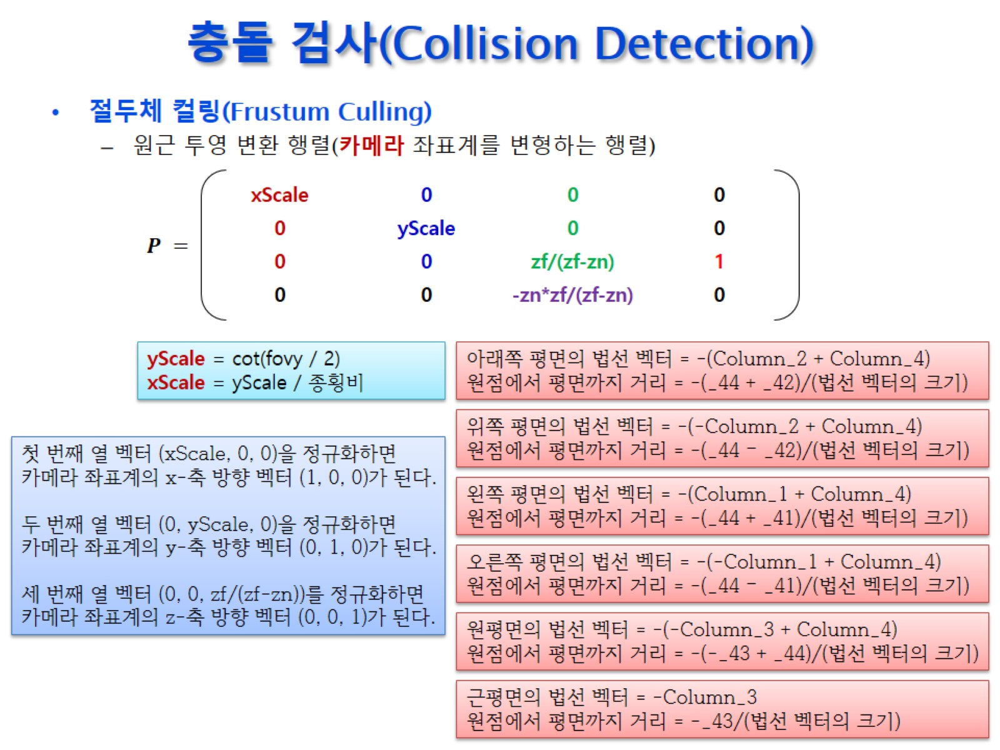 충돌 검사(Collision Detection)
• 절두체 컬링(Frustum Culling)
– 원근 투영 변환 행렬(카메라 좌표계를 변형하는 행렬)
P =
xScale 0 0 0
0 yScale 0 0
0 0 zf/(zf-zn) 1
0 0 -zn*zf/(zf-zn) 0
yScale = cot(fovy / 2)
xScale = yScale / 종횡비
첫 번째 열 벡터 (xScale, 0, 0)을 정규화하면
카메라 좌표계의 x-축 방향 벡터 (1, 0, 0)가 된다.
두 번째 열 벡터 (0, yScale, 0)을 정규화하면
카메라 좌표계의 y-축 방향 벡터 (0, 1, 0)가 된다.
세 번째 열 벡터 (0, 0, zf/(zf-zn))를 정규화하면
카메라 좌표계의 z-축 방향 벡터 (0, 0, 1)가 된다.
아래쪽 평면의 법선 벡터 = -(Column_2 + Column_4)
원점에서 평면까지 거리 = -(_44 + _42)/(법선 벡터의 크기)
위쪽 평면의 법선 벡터 = -(-Column_2 + Column_4)
원점에서 평면까지 거리 = -(_44 - _42)/(법선 벡터의 크기)
왼쪽 평면의 법선 벡터 = -(Column_1 + Column_4)
원점에서 평면까지 거리 = -(_44 + _41)/(법선 벡터의 크기)
오른쪽 평면의 법선 벡터 = -(-Column_1 + Column_4)
원점에서 평면까지 거리 = -(_44 - _41)/(법선 벡터의 크기)
원평면의 법선 벡터 = -(-Column_3 + Column_4)
원점에서 평면까지 거리 = -(-_43 + _44)/(법선 벡터의 크기)
근평면의 법선 벡터 = -Column_3
원점에서 평면까지 거리 = -_43/(법선 벡터의 크기)